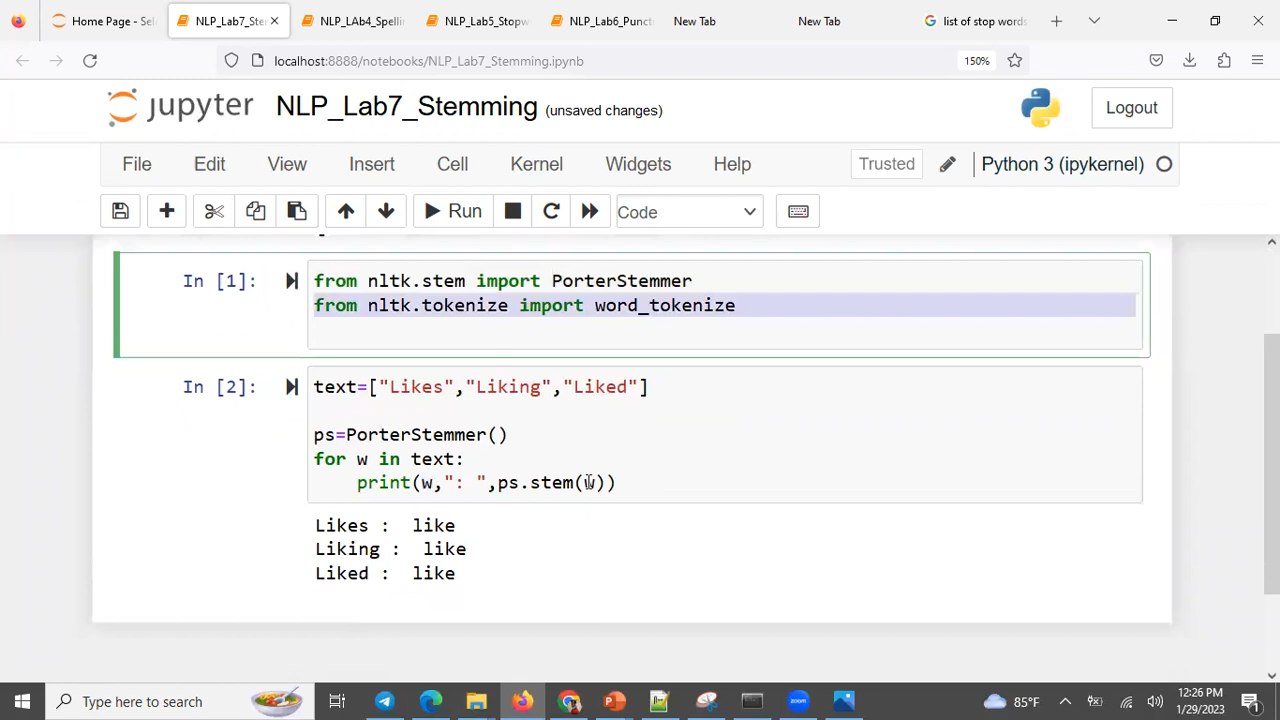 Home Page - Sele
NLP_Lab7_Ste
NLP_LAb4_Spellin
NLP_Lab5_Stopw
NLP_Lab6_Punct
New Tab
New Tab
list of stop words
localhost:8888/notebooks/NLP_Lab7_Stemming.ipynb
150%
jupyter NLP_Lab7_Stemming (unsaved changes)
Logout
File Edit View Insert Cell Kernel Widgets Help
Trusted
Python 3 (ipykernel)
Run
Code
In [1]:
from nltk.stem import PorterStemmer
from nltk.tokenize import word_tokenize
In [2]:
text=["Likes","Liking","Liked"]
ps=PorterStemmer()
for w in text:
print(w,": ",ps.stem(w))
Likes : like
Liking : like
Liked : like
Type here to search
85°F
12:26 PM
1/29/2023
1